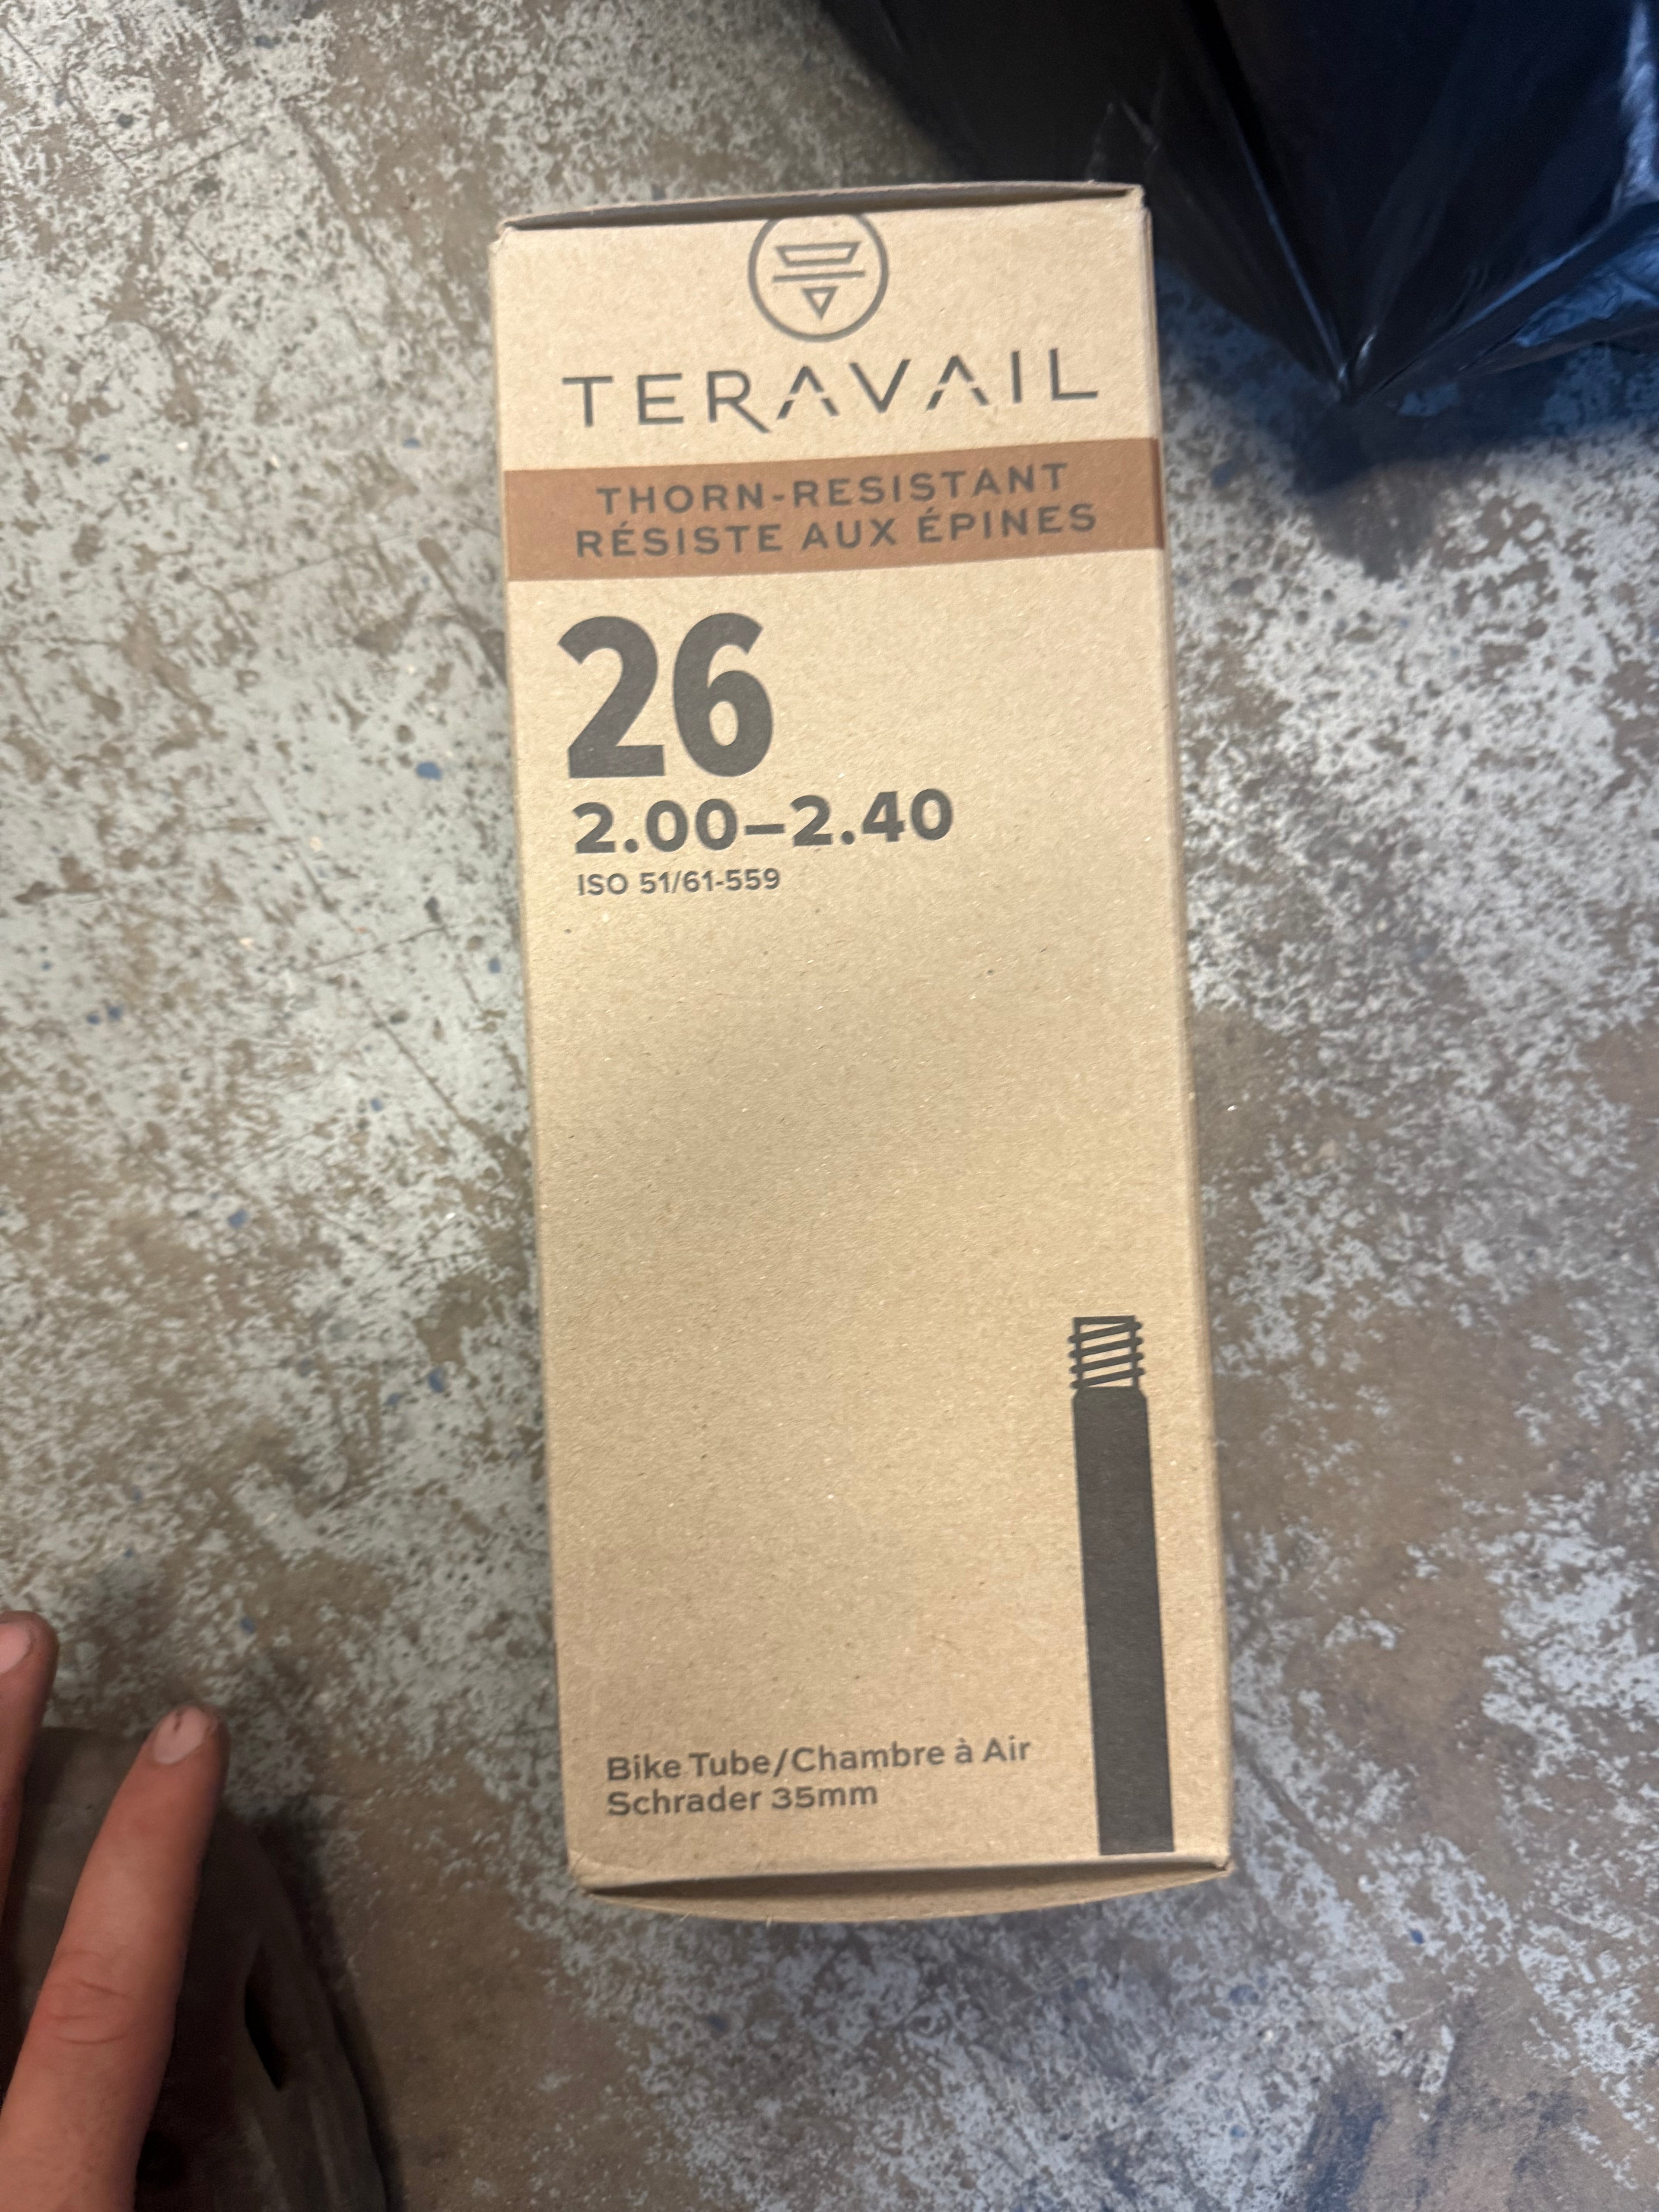 TERAVAIL
THORN-RESISTANT
RÉSISTE AUX ÉPINES
26
2.00–2.40
ISO 51/61-559
Bike Tube/Chambre à Air
Schrader 35mm